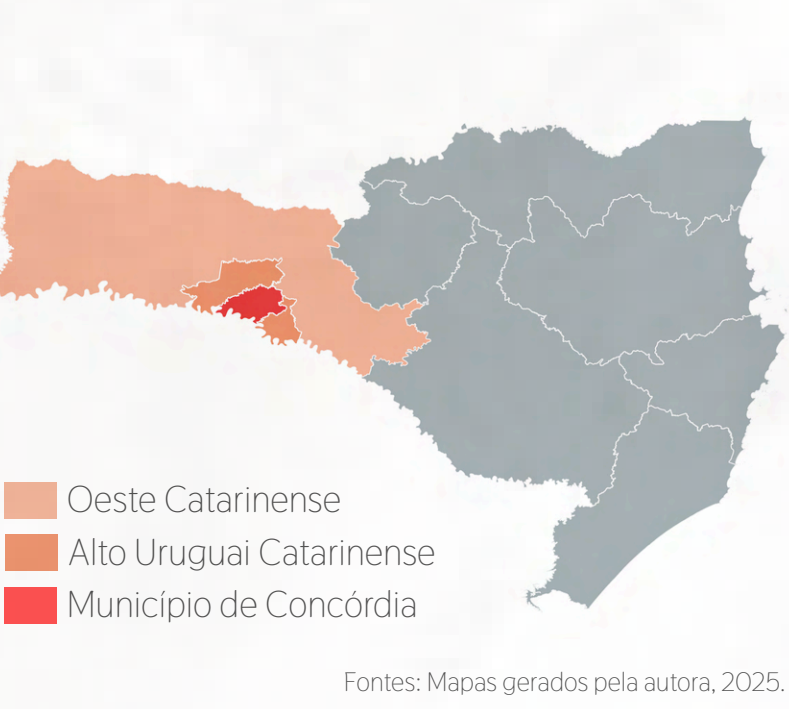 Oeste Catarinense
Alto Uruguai Catarinense
Município de Concórdia
Fontes: Mapas gerados pela autora, 2025.